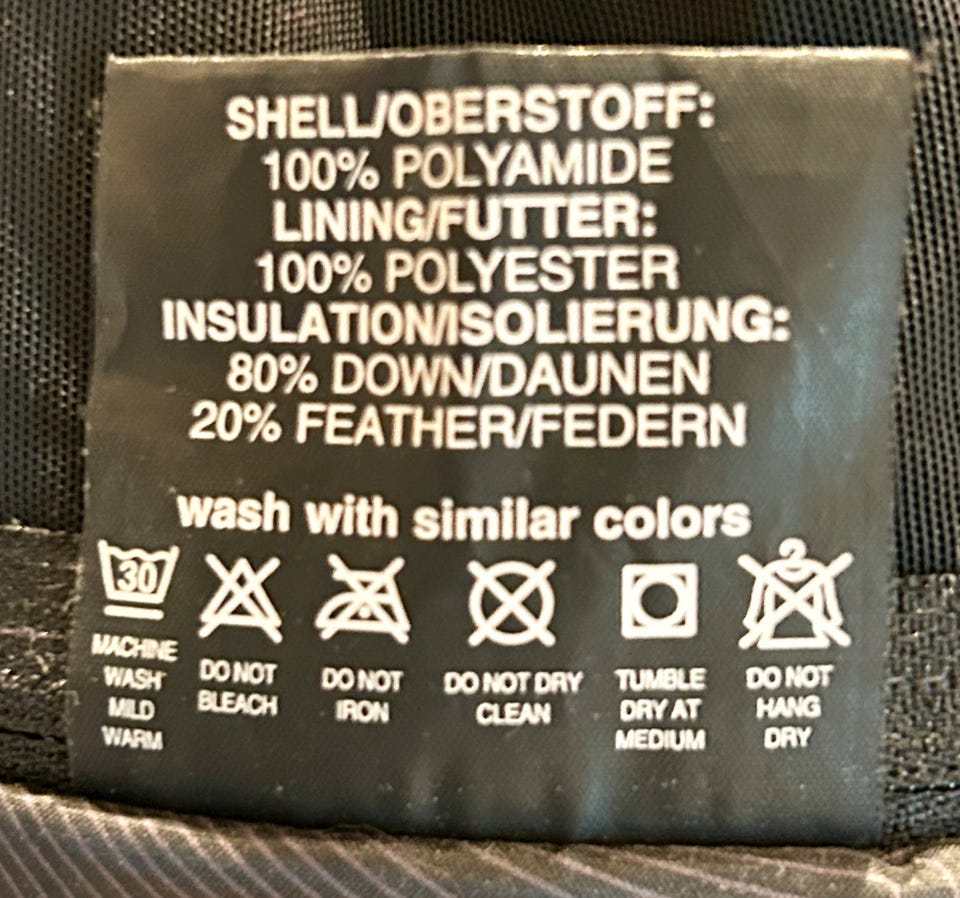 SHELL/OBERSTOFF:
100% POLYAMIDE
LINING/FUTTER:
100% POLYESTER
INSULATION/ISOLIERUNG:
80% DOWN/DAUNEN
20% FEATHER/FEDERN
wash with similar colors
30
MACHINE
WASH
MILD
WARM
DO NOT
BLEACH
DO NOT
IRON
DO NOT DRY
CLEAN
TUMBLE
DRY AT
MEDIUM
DO NOT
HANG
DRY